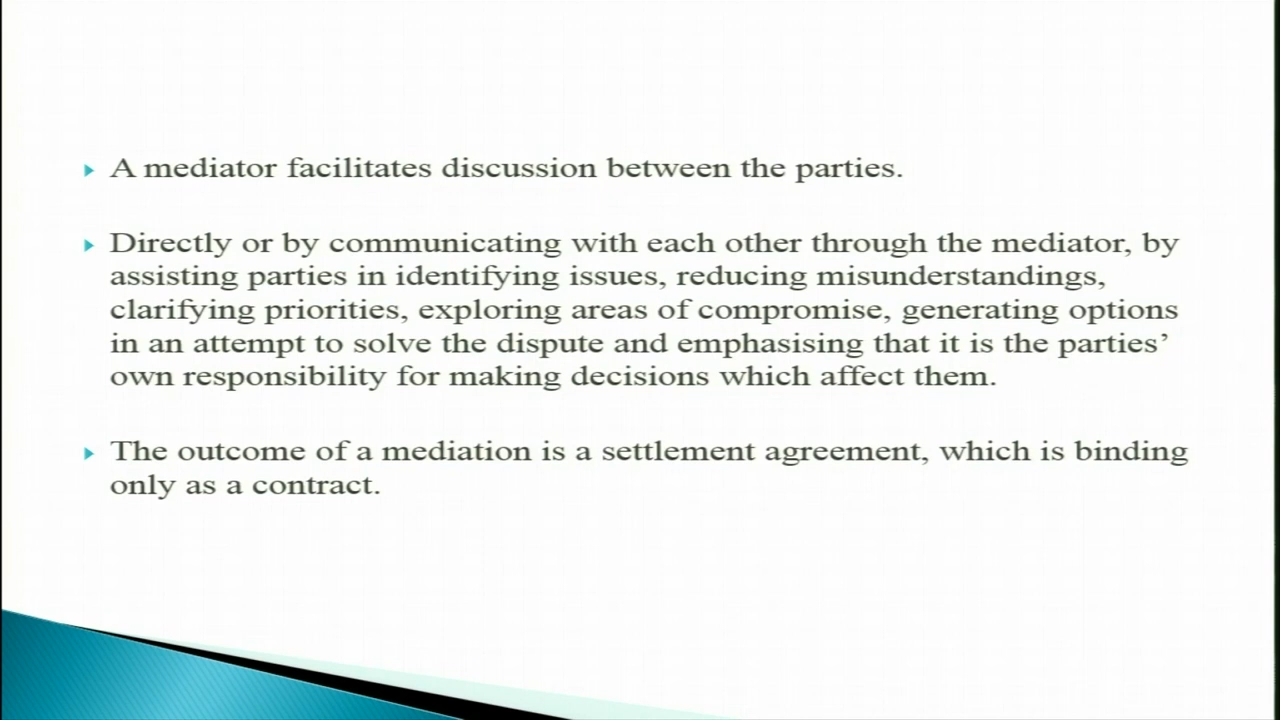 A mediator facilitates discussion between the parties.
Directly or by communicating with each other through the mediator, by
assisting parties in identifying issues, reducing misunderstandings,
clarifying priorities, exploring areas of compromise, generating options
in an attempt to solve the dispute and emphasising that it is the parties’
own responsibility for making decisions which affect them.
The outcome of a mediation is a settlement agreement, which is binding
only as a contract.